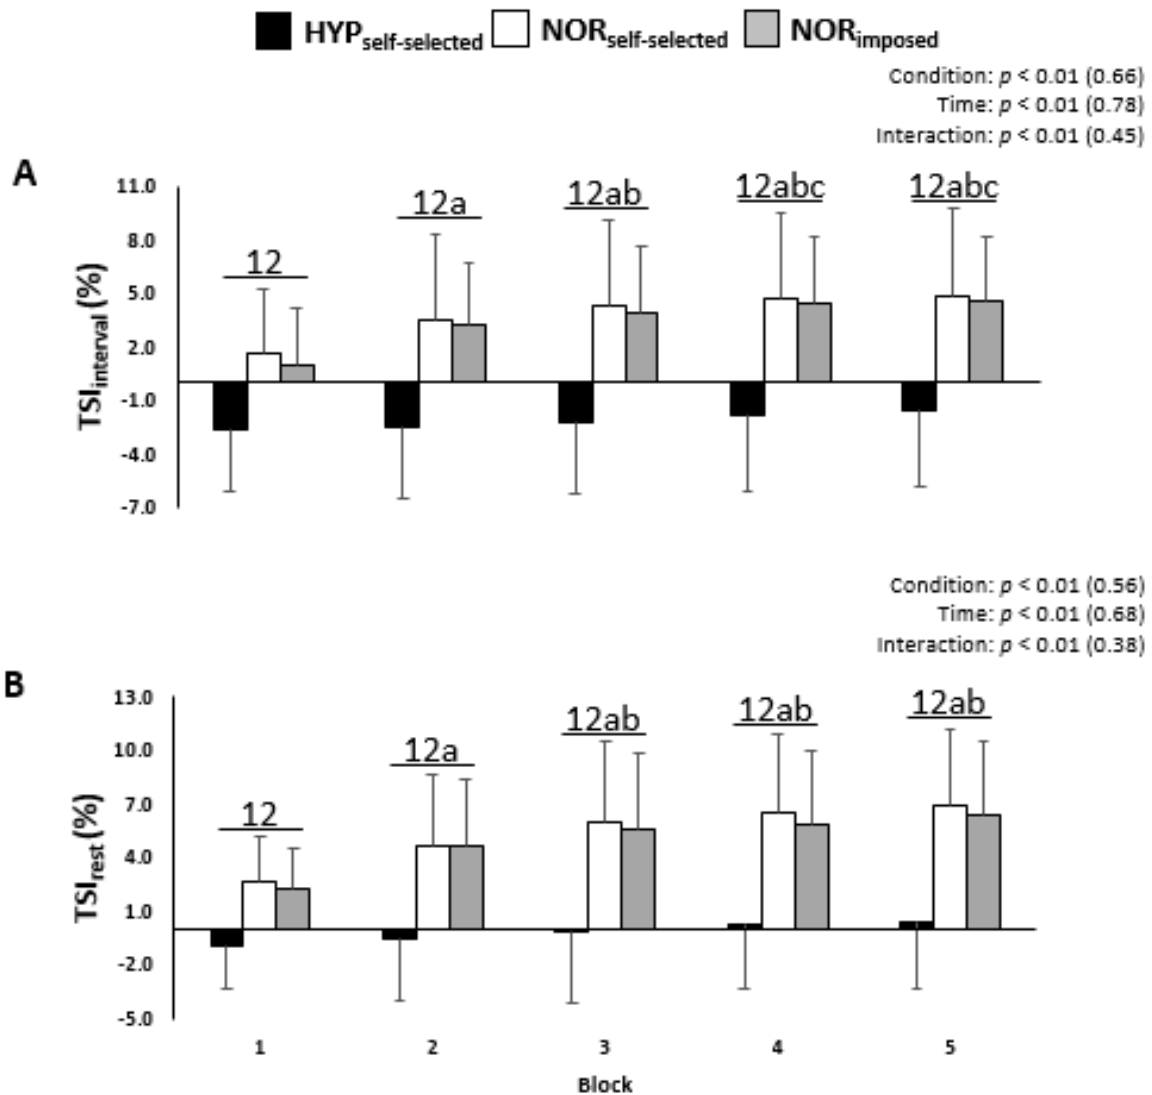 HYPself-selected NORself-selected NORimposed
Condition: p < 0.01 (0.66)
Time: p < 0.01 (0.78)
Interaction: p < 0.01 (0.45)
A
TSIinterval (%)
11.0
8.0
5.0
2.0
-1.0
-4.0
-7.0
12
12a
12ab
12abc
12abc
Condition: p < 0.01 (0.56)
Time: p < 0.01 (0.68)
Interaction: p < 0.01 (0.38)
B
TSIrest (%)
13.0
10.0
7.0
4.0
1.0
-2.0
-5.0
12
12a
12ab
12ab
12ab
1 2 3 4 5
Block